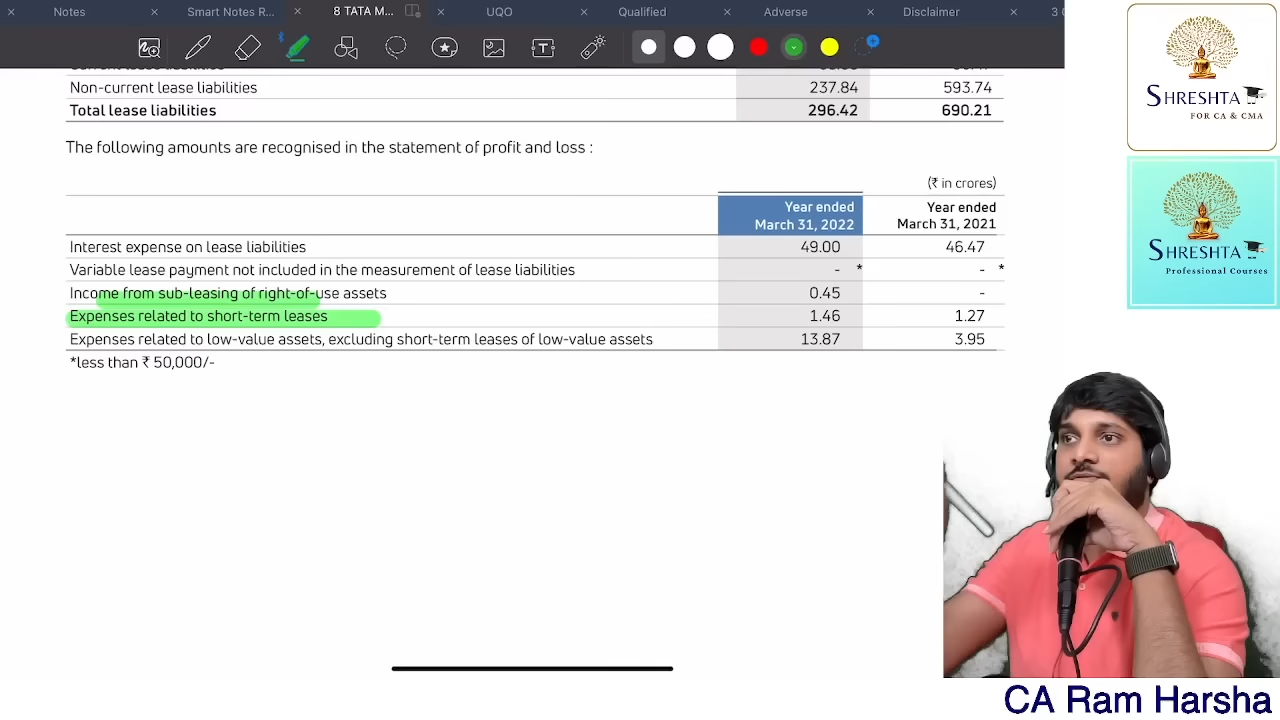 Notes
Smart Notes R...
8 TATA M...
UQO
Qualified
Adverse
Disclaimer
Non-current lease liabilities 237.84 593.74
Total lease liabilities 296.42 690.21
The following amounts are recognised in the statement of profit and loss :
(₹ in crores)
Year ended March 31, 2022
Year ended March 31, 2021
Interest expense on lease liabilities 49.00 46.47
Variable lease payment not included in the measurement of lease liabilities - * - *
Income from sub-leasing of right-of-use assets 0.45 -
Expenses related to short-term leases 1.46 1.27
Expenses related to low-value assets, excluding short-term leases of low-value assets 13.87 3.95
*less than ₹ 50,000/-
SHRESHTA
FOR CA & CMA
SHRESHTA
Professional Courses
CA Ram Harsha